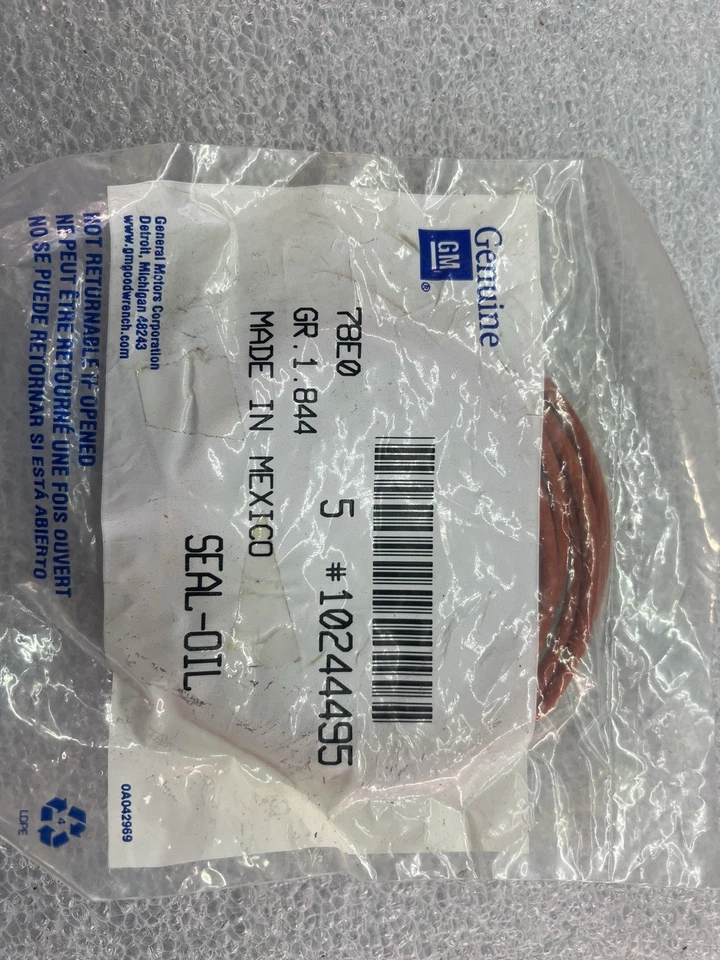 Genuine
GM®
78E0
GR.1.844
5 #10244495
MADE IN MEXICO
SEAL-OIL
General Motors Corporation
Detroit, Michigan 48243
www.gmgoodwrench.com
0A042969
NOT RETURNABLE IF OPENED
NE PEUT ÊTRE RETOURNÉ UNE FOIS OUVERT
NO SE PUEDE RETORNAR SI ESTÁ ABIERTO
4
LDPE